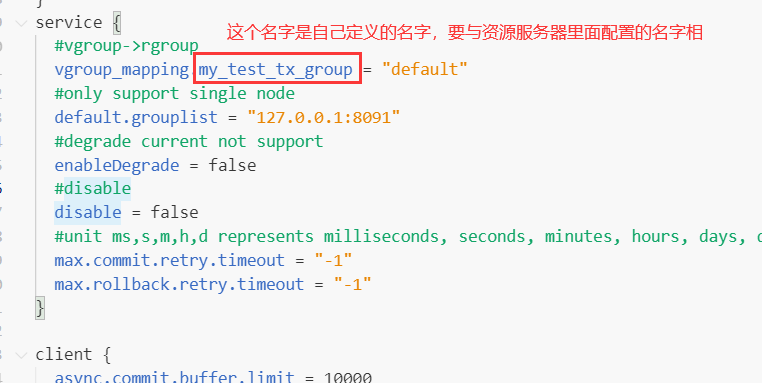 }
service {
这个名字是自己定义的名字，要与资源服务器里面配置的名字相
#vgroup->rgroup
vgroup_mapping.my_test_tx_group = "default"
#only support single node
default.grouplist = "127.0.0.1:8091"
#degrade current not support
enableDegrade = false
#disable
disable = false
#unit ms,s,m,h,d represents milliseconds, seconds, minutes, hours, days,
max.commit.retry.timeout = "-1"
max.rollback.retry.timeout = "-1"
}
client {
async.commit.buffer.limit = 10000